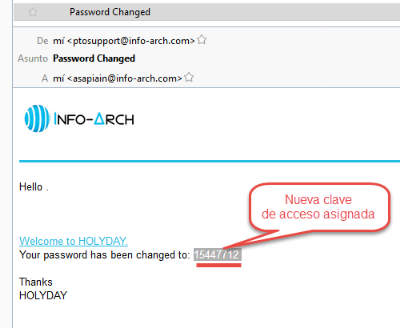 Password Changed
De mí <ptosupport@info-arch.com>
Asunto Password Changed
A mí <asapiain@info-arch.com>
INFO-ARCH
Hello .
Nueva clave
de acceso asignada
Welcome to HOLYDAY.
Your password has been changed to: 15447712
Thanks
HOLYDAY